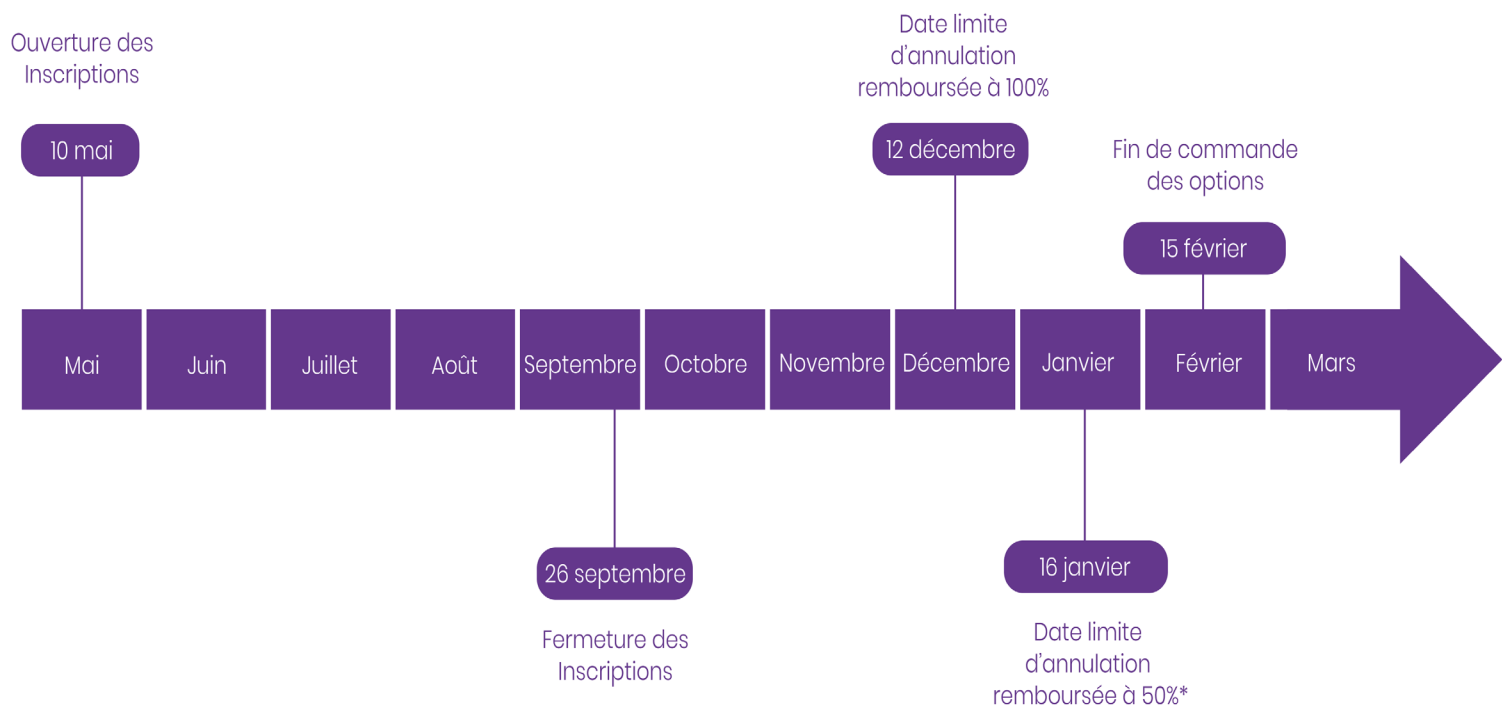 Ouverture des
Inscriptions
10 mai
Date limite
d'annulation
remboursée à 100%
12 décembre
Fin de commande
des options
15 février
Mai
Juin
Juillet
Août
Septembre
Octobre
Novembre
Décembre
Janvier
Février
Mars
26 septembre
Fermeture des
Inscriptions
16 janvier
Date limite
d'annulation
remboursée à 50%*